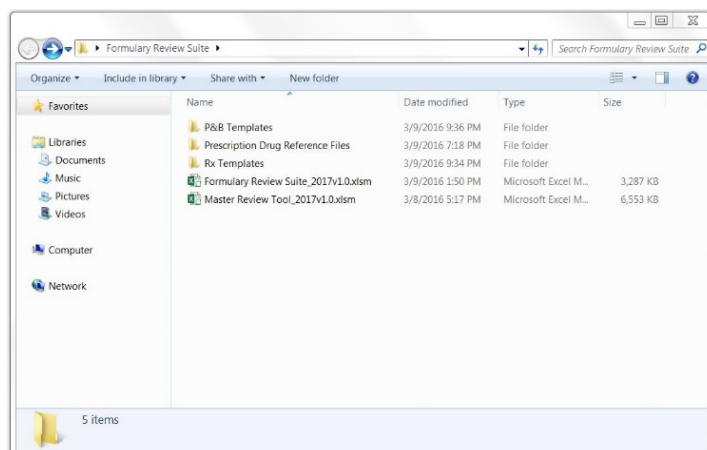 Formulary Review Suite
Search Formulary Review Suite
Organize Include in library Share with New folder
Favorites
Libraries
Documents
Music
Pictures
Videos
Computer
Network
Name Date modified Type Size
P&B Templates 3/9/2016 9:36 PM File folder
Prescription Drug Reference Files 3/9/2016 7:18 PM File folder
Rx Templates 3/9/2016 9:34 PM File folder
Formulary Review Suite_2017v1.0.xlsm 3/9/2016 1:50 PM Microsoft Excel M... 3,287 KB
Master Review Tool_2017v1.0.xlsm 3/8/2016 5:17 PM Microsoft Excel M... 6,553 KB
5 items